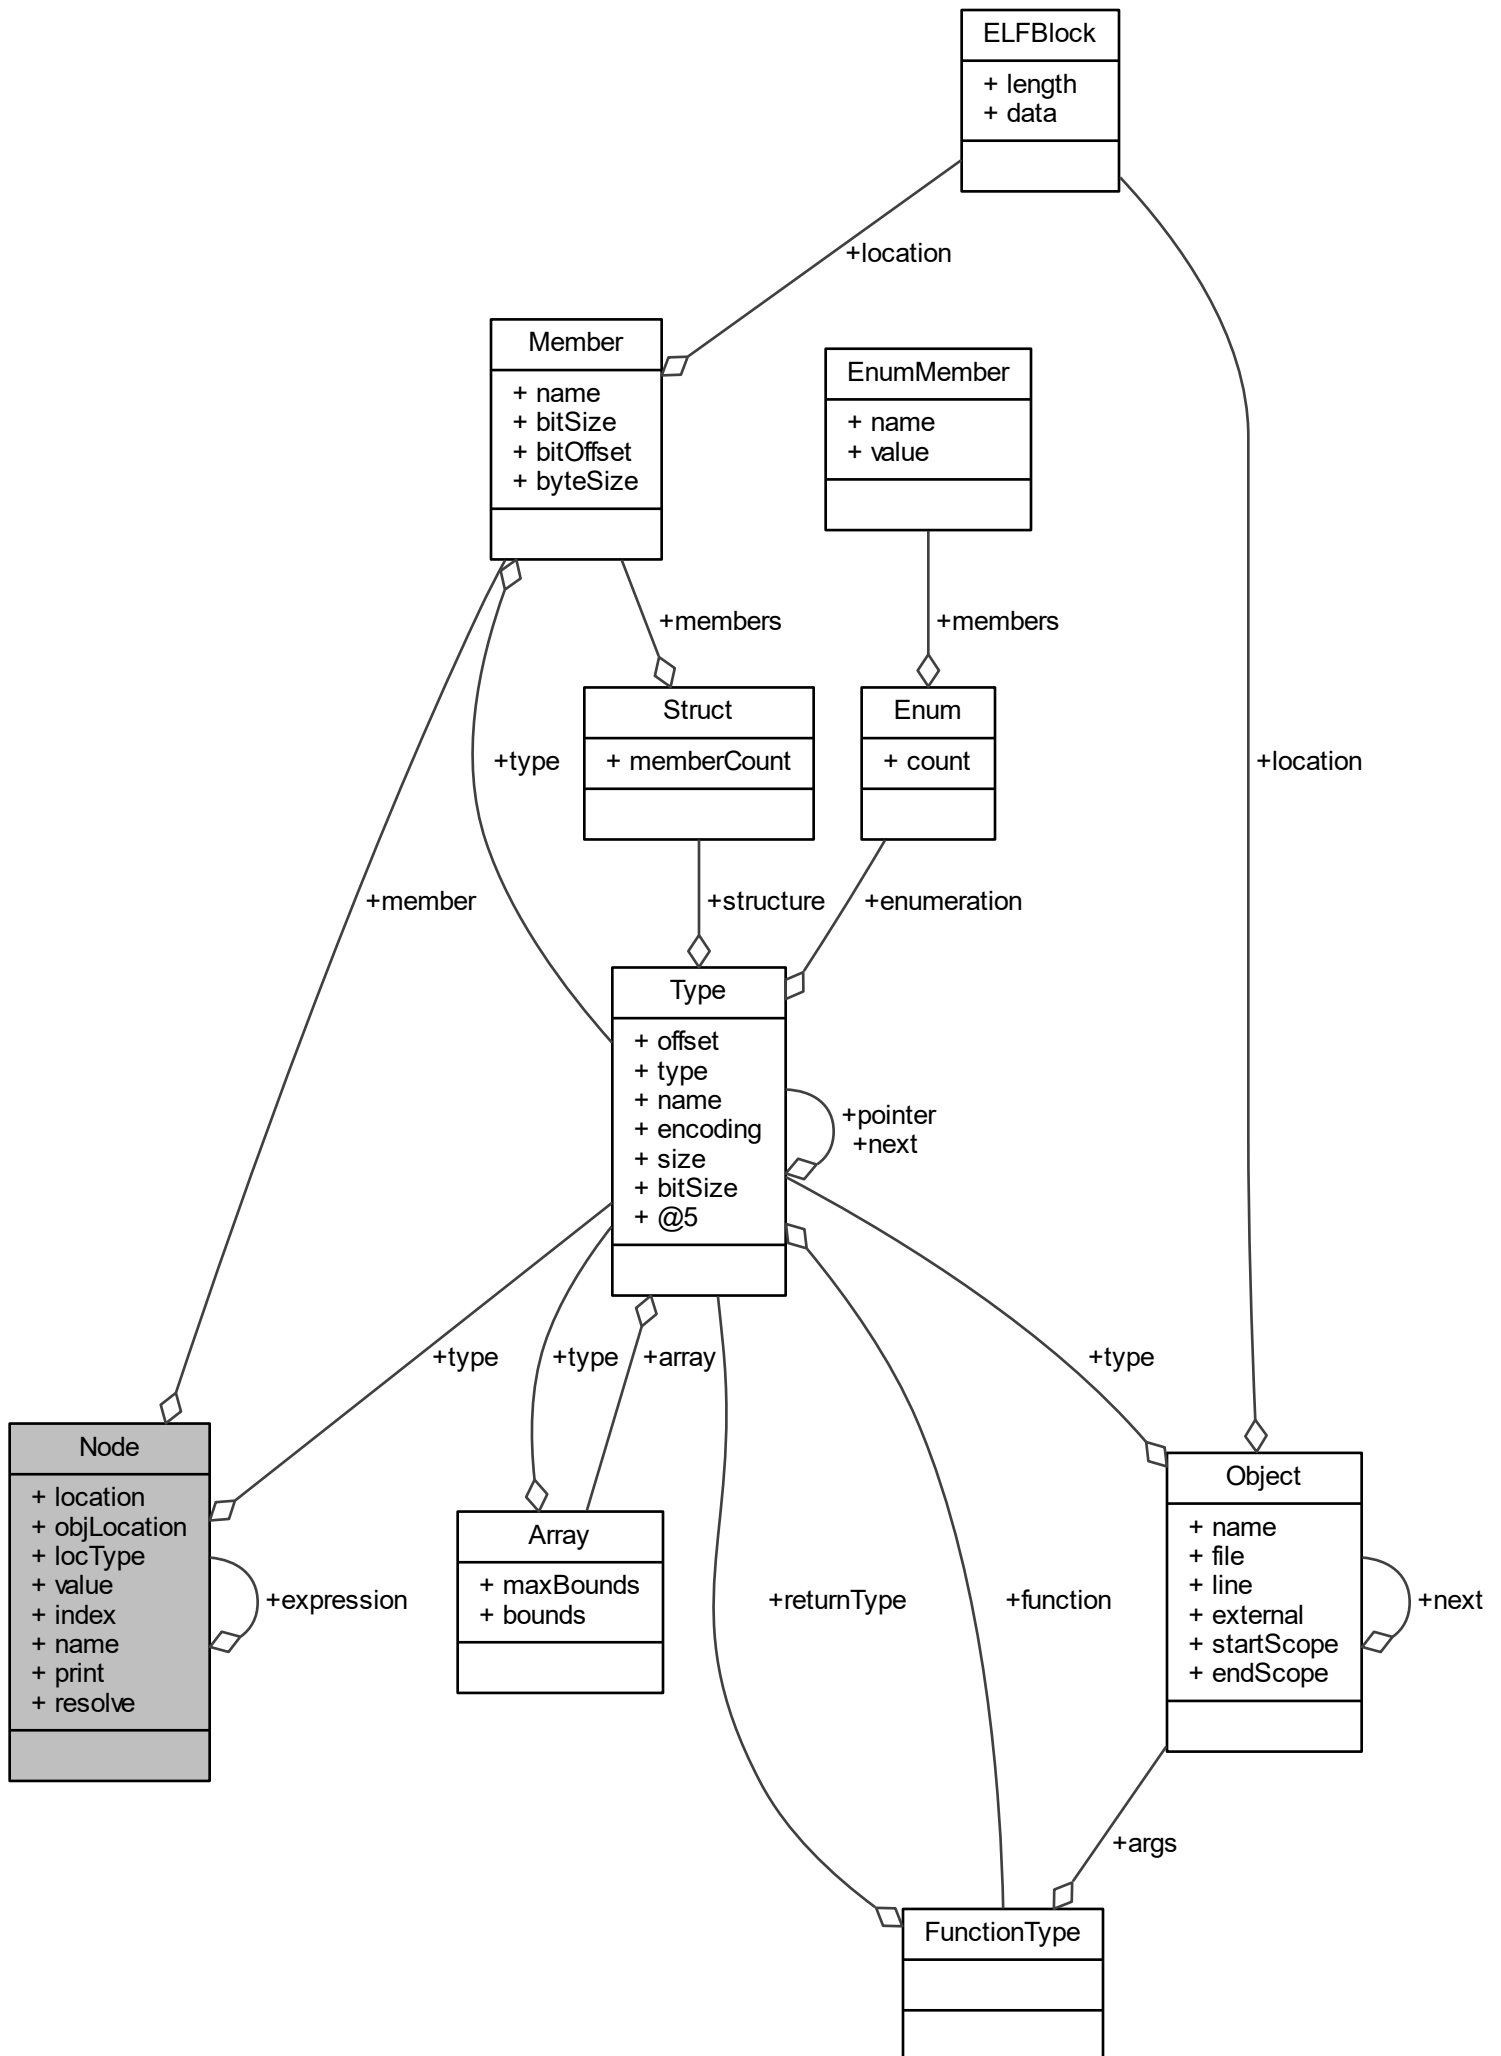 ELFBlock
+ length
+ data
+location
Member
+ name
+ bitSize
+ bitOffset
+ byteSize
EnumMember
+ name
+ value
+members
+members
Struct
+ memberCount
Enum
+ count
+type
+location
+member
+structure
+enumeration
Type
+ offset
+ type
+ name
+ encoding
+ size
+ bitSize
+ @5
+pointer
+next
+type
+type
+array
+type
Node
+ location
+ objLocation
+ locType
+ value
+ index
+ name
+ print
+ resolve
+expression
Array
+ maxBounds
+ bounds
+returnType
+function
Object
+ name
+ file
+ line
+ external
+ startScope
+ endScope
+next
+args
FunctionType